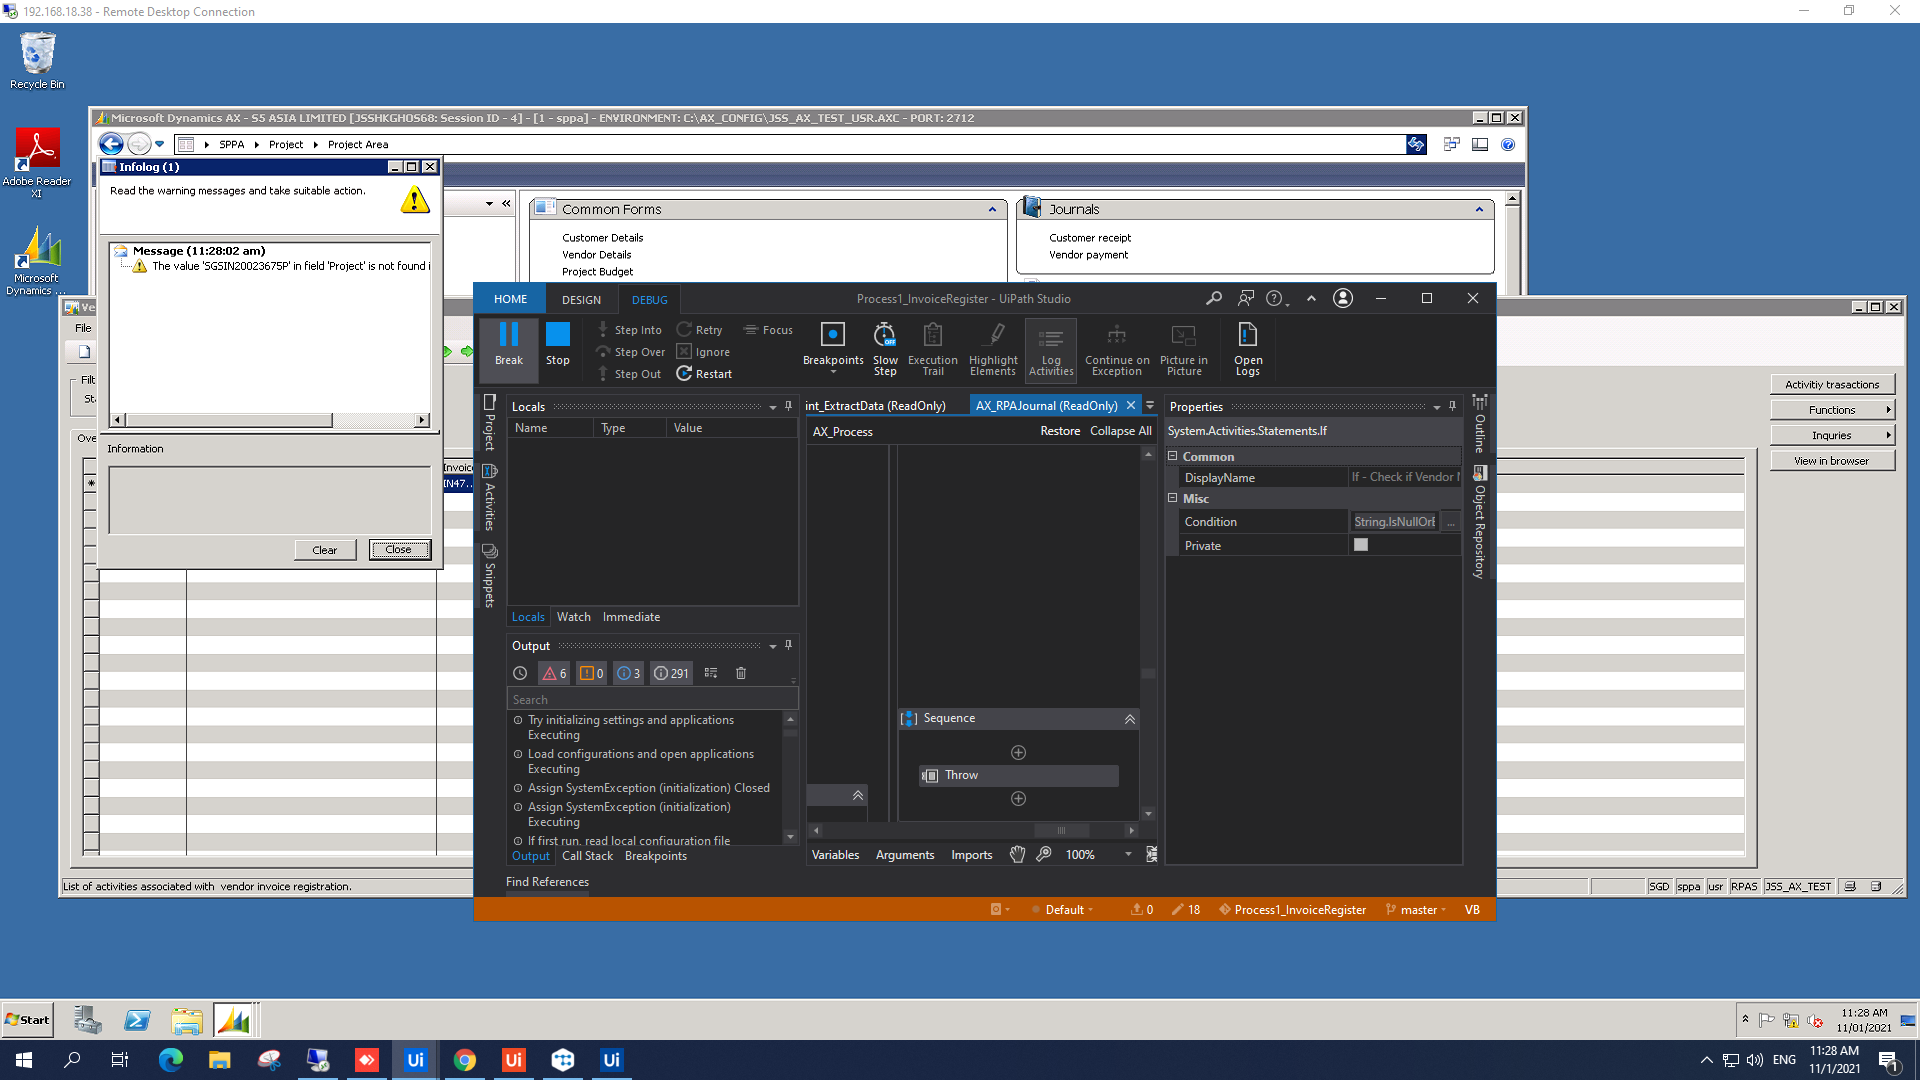 192.168.18.38 - Remote Desktop Connection
Recycle Bin
Adobe Reader
XI
Microsoft
Dynamics ...
Microsoft Dynamics AX - S5 ASIA LIMITED [JSSHKGHOS68: Session ID - 4] - [1 - sppa] - ENVIRONMENT: C:\AX_CONFIG\JSS_AX_TEST_USR.AXC - PORT: 2712
SPPA
Project
Project Area
Infolog (1)
Read the warning messages and take suitable action.
Message (11:28:02 am)
The value 'SGSIN20023675P' in field 'Project' is not found i
Information
Clear
Close
Common Forms
Customer Details
Vendor Details
Project Budget
Journals
Customer receipt
Vendor payment
Ve
File
Filt
Sta
Ove
Invoice
IN47...
Activitiy trasactions
Functions
Inquries
View in browser
List of activities associated with vendor invoice registration.
SGD
sppa
usr
RPAS
JSS_AX_TEST
HOME
DESIGN
DEBUG
Process1_InvoiceRegister - UiPath Studio
Break
Stop
Step Into
Step Over
Step Out
Retry
Ignore
Restart
Focus
Breakpoints
OFF
Slow
Step
Execution
Trail
Highlight
Elements
Log
Activities
Continue on
Exception
Picture in
Picture
Open
Logs
Project
Activities
Snippets
Locals
Name
Type
Value
Locals
Watch
Immediate
Output
6
0
3
291
Search
Try initializing settings and applications
Executing
Load configurations and open applications
Executing
Assign SystemException (initialization) Closed
Assign SystemException (initialization)
Executing
If first run, read local configuration file
Output
Call Stack
Breakpoints
Find References
int_ExtractData (ReadOnly)
AX_RPAJournal (ReadOnly)
AX_Process
Restore
Collapse All
Sequence
Throw
Variables
Arguments
Imports
100%
Properties
System.Activities.Statements.If
Common
DisplayName
If - Check if Vendor
Misc
Condition
String.IsNullOrE
...
Private
Outline
Object Repository
Default
0
18
Process1_InvoiceRegister
master
VB
Start
11:28 AM
11/01/2021
Ui
Ui
Ui
ENG
11:28 AM
11/1/2021
1